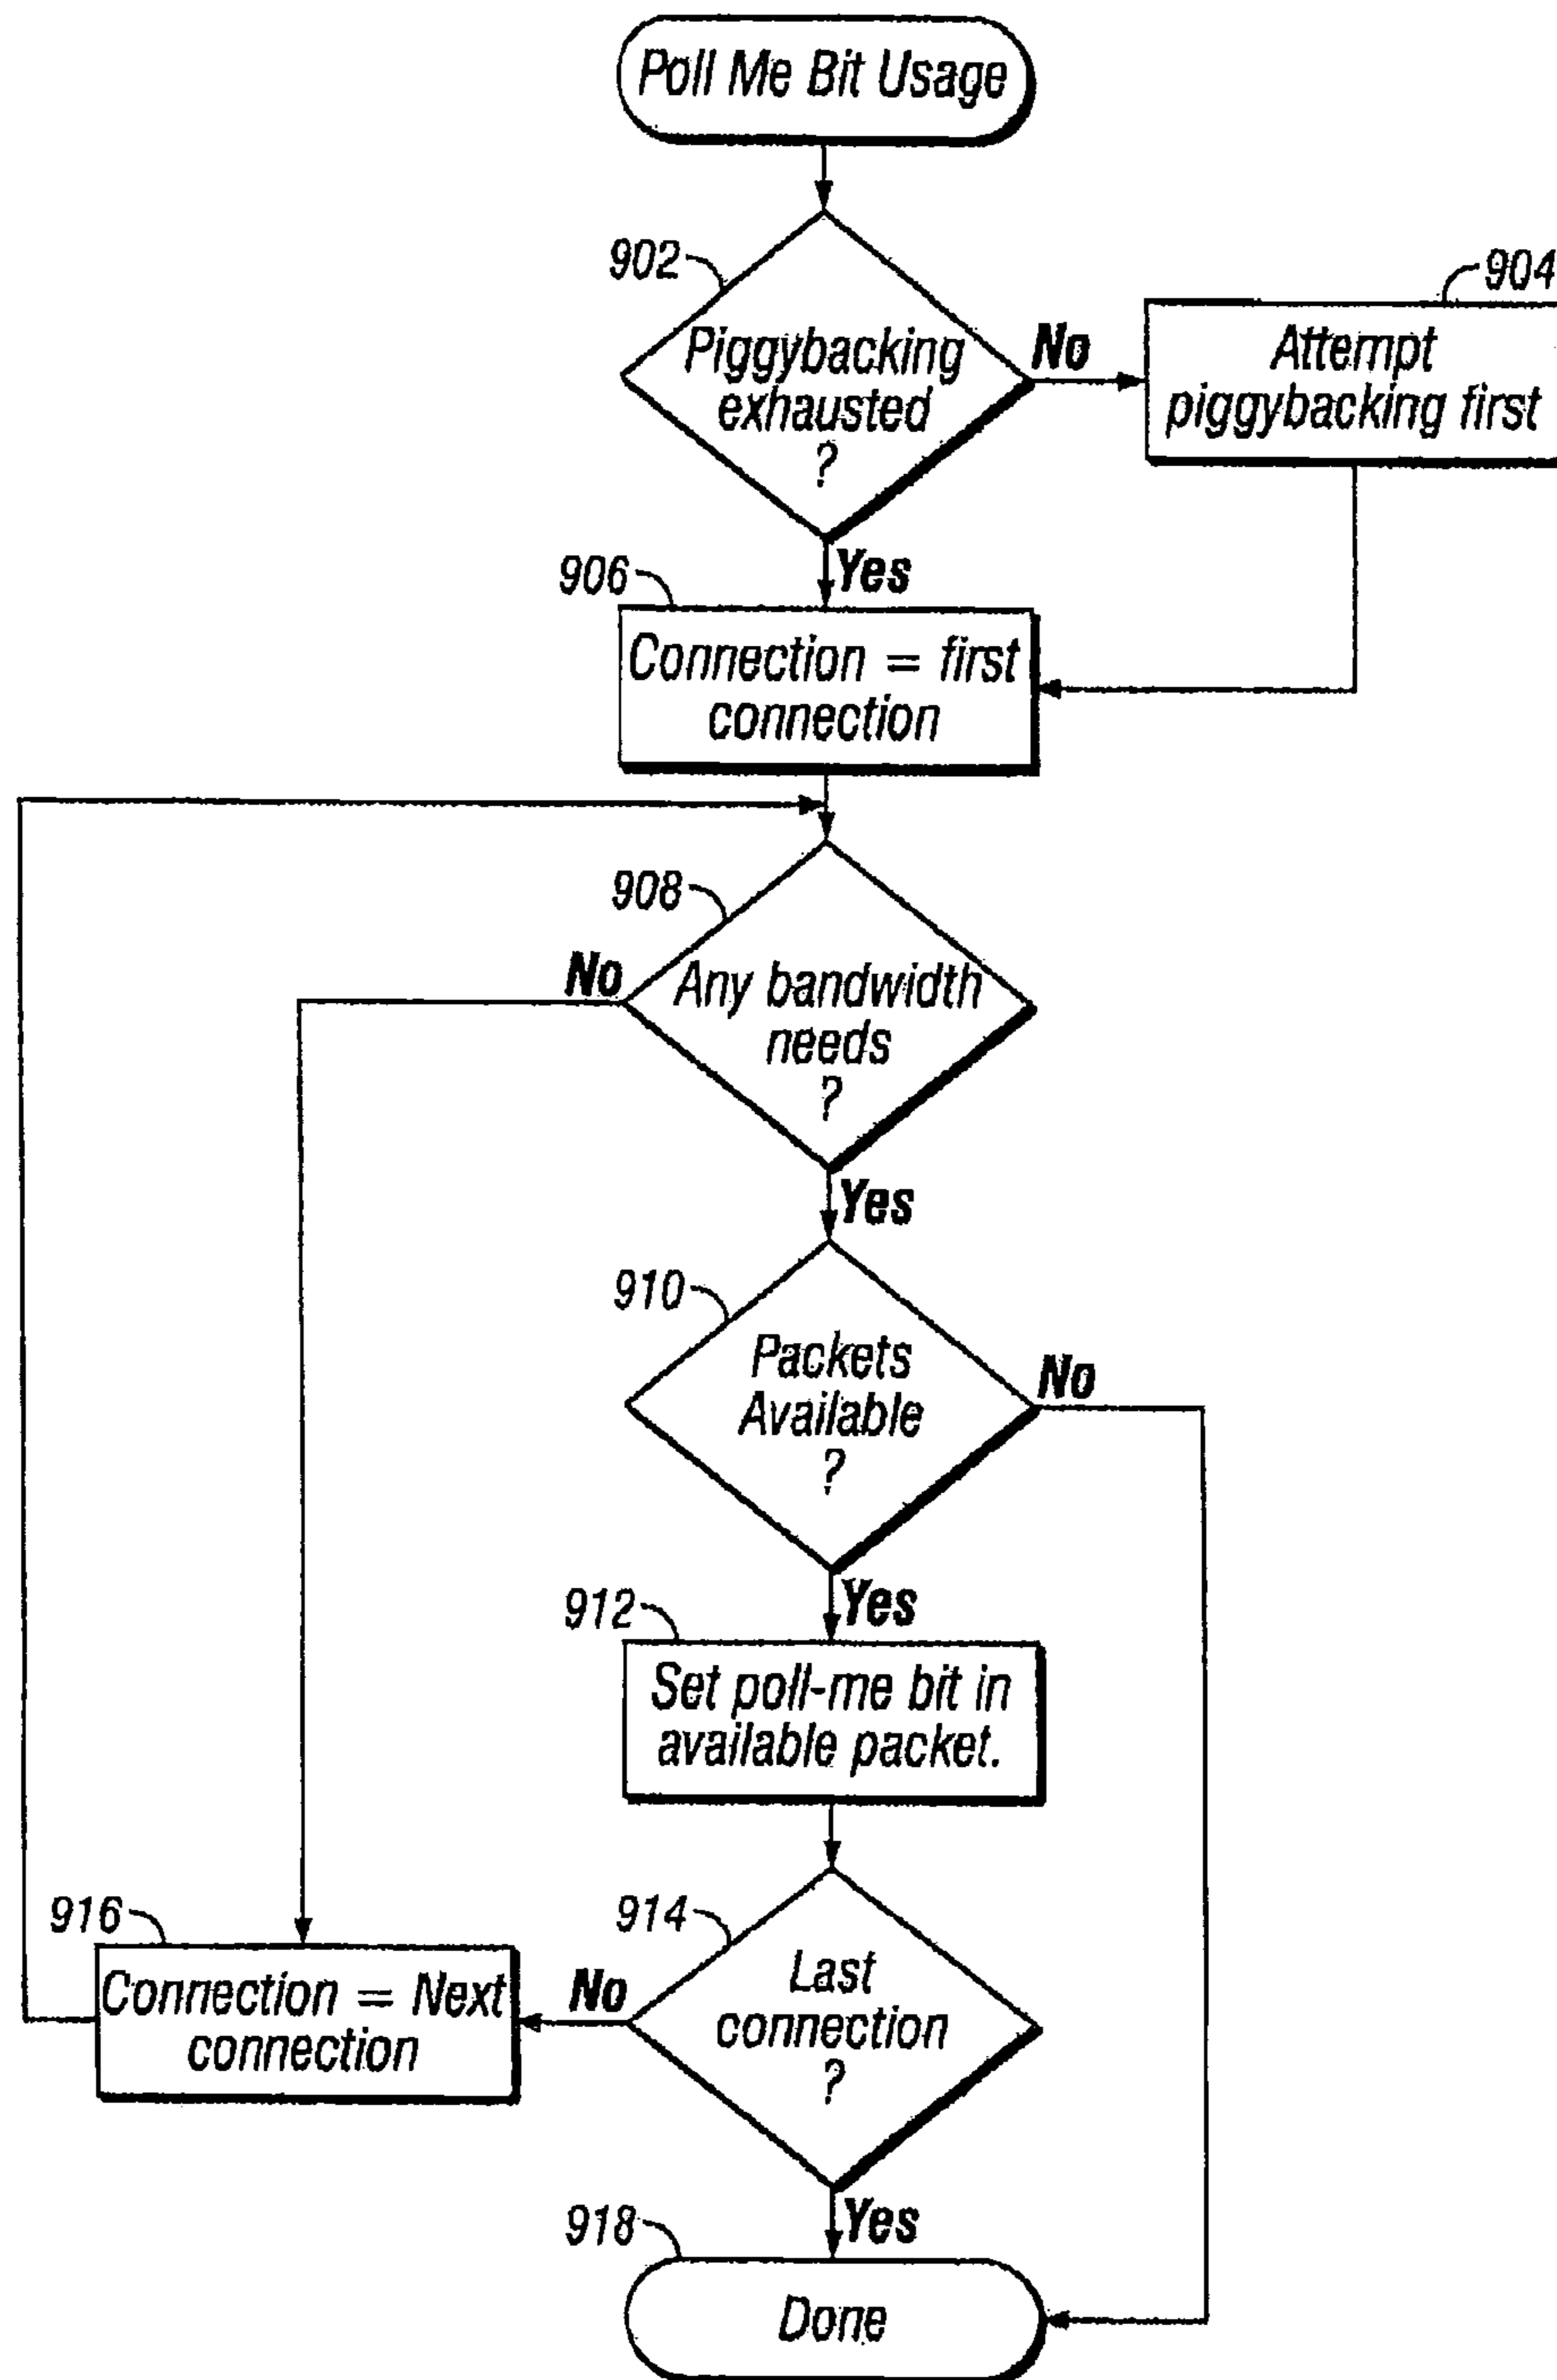 Poll Me Bit Usage
902
904
Piggybacking
exhausted
?
No
Attempt
piggybacking first
Yes
906
Connection = first
connection
908
No
Any bandwidth
needs
?
Yes
910
Packets
Available
?
No
Yes
912
Set poll-me bit in
available packet.
916
914
Connection = Next
connection
No
Last
connection
?
Yes
918
Done